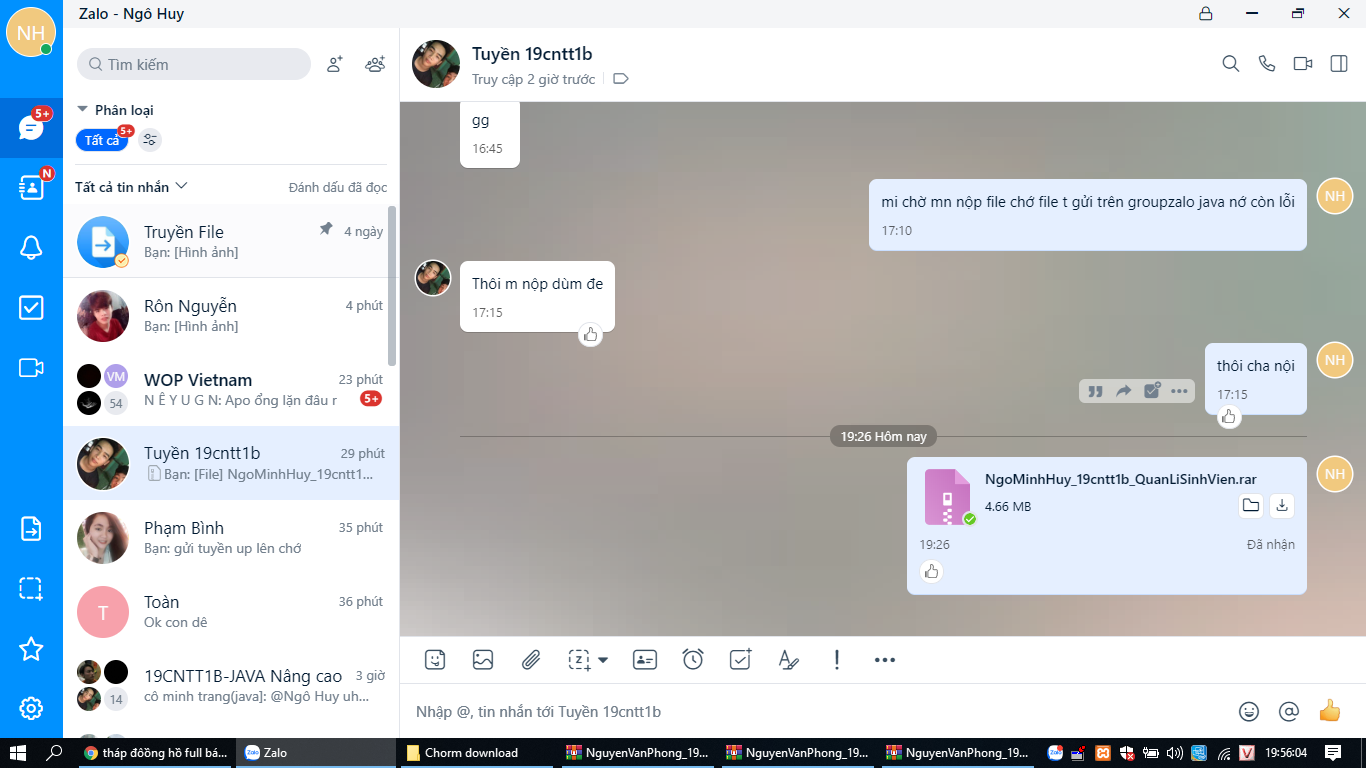 Zalo - Ngô Huy
NH
Tìm kiếm
Phân loại
5+
Tất cả
5+
N
Tất cả tin nhắn
Đánh dấu đã đọc
Truyền File
4 ngày
Bạn: [Hình ảnh]
Rôn Nguyễn
4 phút
Bạn: [Hình ảnh]
VM
54
WOP Vietnam
23 phút
N Ê Y U G N: Apo ổng lặn đâu r
5+
Tuyền 19cntt1b
29 phút
Bạn: [File] NgoMinhHuy_19cntt1...
Phạm Bình
35 phút
Bạn: gửi tuyền up lên chớ
T
Toàn
36 phút
Ok con dê
14
19CNTT1B-JAVA Nâng cao
3 giờ
cô minh trang(java): @Ngô Huy uh...
Tuyền 19cntt1b
Truy cập 2 giờ trước
gg
16:45
mi chờ mn nộp file chớ file t gửi trên groupzalo java nớ còn lỗi
17:10
NH
Thôi m nộp dùm đe
17:15
thôi cha nội
17:15
NH
19:26 Hôm nay
NgoMinhHuy_19cntt1b_QuanLiSinhVien.rar
4.66 MB
19:26
Đã nhận
NH
Z
Nhập @, tin nhắn tới Tuyền 19cntt1b
tháp đôồng hồ full bá...
Zalo
Zalo
Chorm download
NguyenVanPhong_19...
NguyenVanPhong_19...
NguyenVanPhong_19...
V
19:56:04